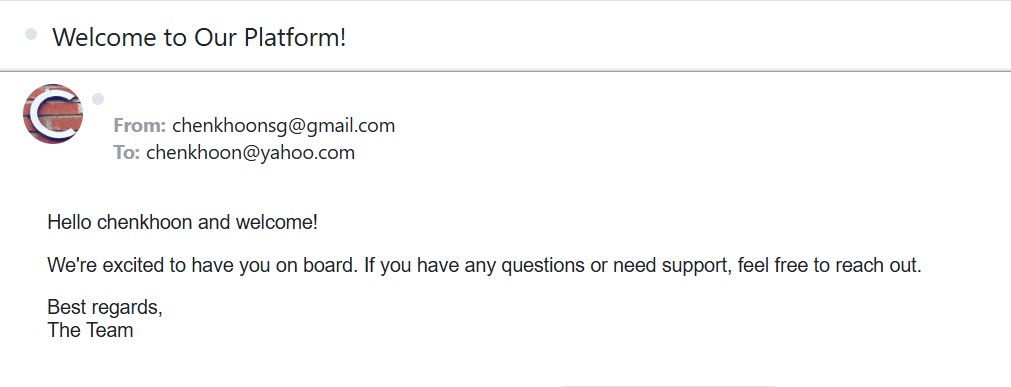 Welcome to Our Platform!
C
From: chenkhoonsg@gmail.com
To: chenkhoon@yahoo.com
Hello chenkhoon and welcome!
We're excited to have you on board. If you have any questions or need support, feel free to reach out.
Best regards,
The Team